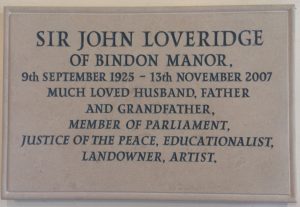 SIR JOHN LOVERIDGE
OF BINDON MANOR,
9th SEPTEMBER 1925 - 13th NOVEMBER 2007
MUCH LOVED HUSBAND, FATHER
AND GRANDFATHER,
MEMBER OF PARLIAMENT,
JUSTICE OF THE PEACE, EDUCATIONALIST,
LANDOWNER, ARTIST.